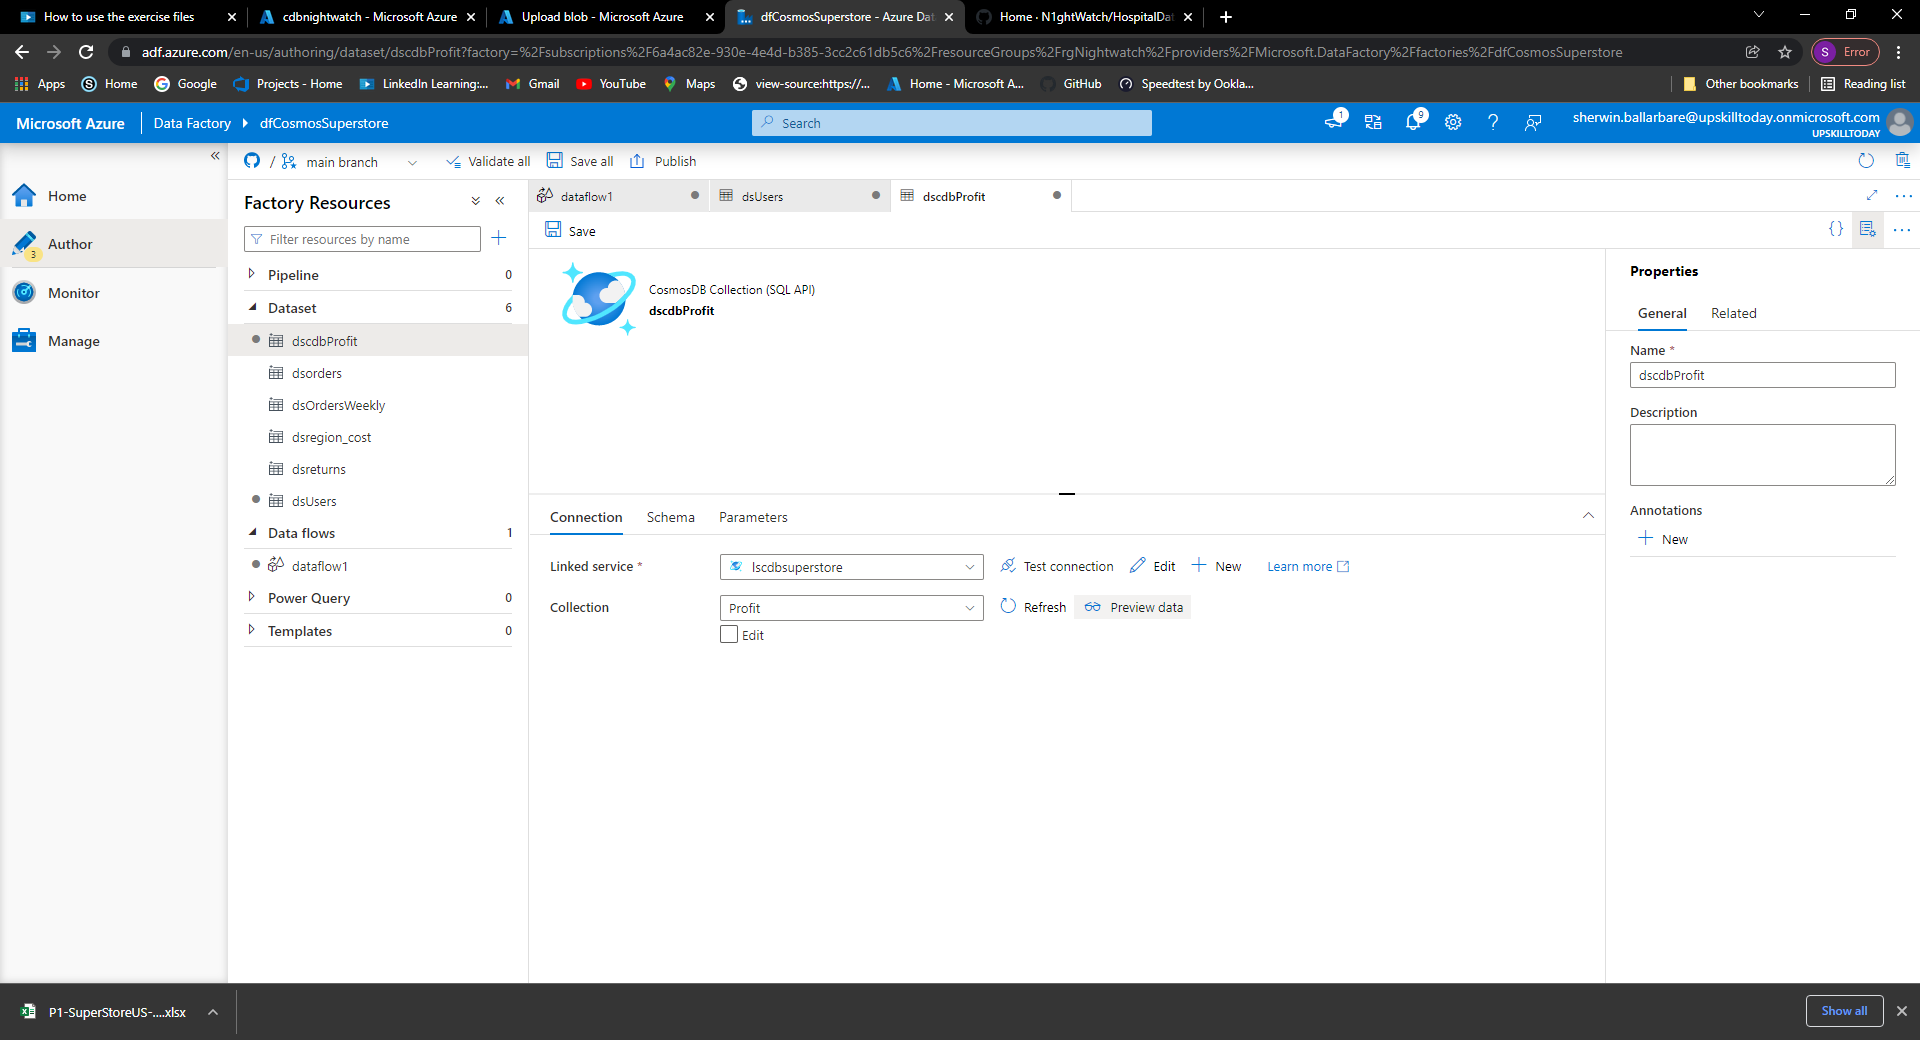 How to use the exercise files
cdbnightwatch - Microsoft Azure
Upload blob - Microsoft Azure
dfCosmosSuperstore - Azure Dat
Home · N1ghtWatch/HospitalDat
adf.azure.com/en-us/authoring/dataset/dscdbProfit?factory=%2Fsubscriptions%2F6a4ac82e-930e-4e4d-b385-3cc2c61db5c6%2FresourceGroups%2FrgNightwatch%2Fproviders%2FMicrosoft.DataFactory%2Ffactories%2FdfCosmosSuperstore
S Error
Apps
Home
Google
Projects - Home
LinkedIn Learning:...
Gmail
YouTube
Maps
view-source:https://...
Home - Microsoft A...
GitHub
Speedtest by Ookla...
Other bookmarks
Reading list
Microsoft Azure
Data Factory
dfCosmosSuperstore
Search
1
9
sherwin.ballarbare@upskilltoday.onmicrosoft.com
UPSKILLTODAY
/ main branch
Validate all
Save all
Publish
Home
Author
3
Monitor
Manage
Factory Resources
Filter resources by name
Pipeline 0
Dataset 6
dscdbProfit
dsorders
dsOrdersWeekly
dsregion_cost
dsreturns
dsUsers
Data flows 1
dataflow1
Power Query 0
Templates 0
dataflow1
dsUsers
dscdbProfit
Save
{}
CosmosDB Collection (SQL API)
dscdbProfit
Connection
Schema
Parameters
Linked service *
lscdbsuperstore
Test connection
Edit
New
Learn more
Collection
Profit
Refresh
Preview data
Edit
Properties
General
Related
Name *
dscdbProfit
Description
Annotations
New
P1-SuperStoreUS-....xlsx
Show all